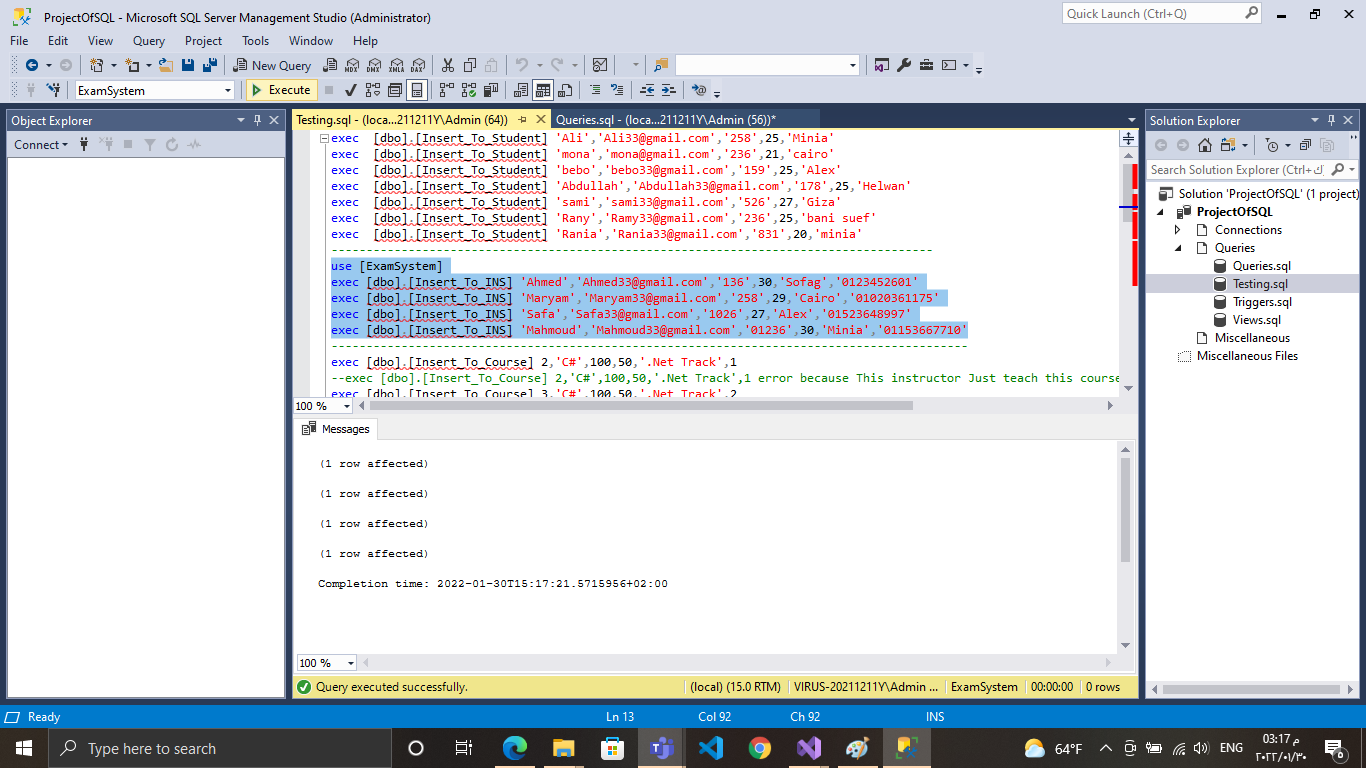 ProjectOfSQL - Microsoft SQL Server Management Studio (Administrator)
Quick Launch (Ctrl+Q)
File Edit View Query Project Tools Window Help
New Query
MDX DMX XMLA DAX
ExamSystem
Execute
Object Explorer
Connect
Testing.sql - (loca...211211Y\Admin (64))
Queries.sql - (loca...211211Y\Admin (56))*
exec [dbo].[Insert_To_Student] 'Ali','Ali33@gmail.com','258',25,'Minia'
exec [dbo].[Insert_To_Student] 'mona','mona@gmail.com','236',21,'cairo'
exec [dbo].[Insert_To_Student] 'bebo','bebo33@gmail.com','159',25,'Alex'
exec [dbo].[Insert_To_Student] 'Abdullah','Abdullah33@gmail.com','178',25,'Helwan'
exec [dbo].[Insert_To_Student] 'sami','sami33@gmail.com','526',27,'Giza'
exec [dbo].[Insert_To_Student] 'Rany','Ramy33@gmail.com','236',25,'bani suef'
exec [dbo].[Insert_To_Student] 'Rania','Rania33@gmail.com','831',20,'minia'
--------------------------------------------------------------------------------------
use [ExamSystem]
exec [dbo].[Insert_To_INS] 'Ahmed','Ahmed33@gmail.com','136',30,'Sofag','0123452601'
exec [dbo].[Insert_To_INS] 'Maryam','Maryam33@gmail.com','258',29,'Cairo','01020361175'
exec [dbo].[Insert_To_INS] 'Safa','Safa33@gmail.com','1026',27,'Alex','01523648997'
exec [dbo].[Insert_To_INS] 'Mahmoud','Mahmoud33@gmail.com','01236',30,'Minia','01153667710'
-------------------------------------------------------------------------------------------
exec [dbo].[Insert_To_Course] 2,'C#',100,50,'.Net Track',1
--exec [dbo].[Insert_To_Course] 2,'C#',100,50,'.Net Track',1 error because This instructor Just teach this course
exec [dbo].[Insert_To_Course] 3,'C#',100,50,'.Net Track',2
100 %
Messages
(1 row affected)
(1 row affected)
(1 row affected)
(1 row affected)
Completion time: 2022-01-30T15:17:21.5715956+02:00
100 %
Query executed successfully.
(local) (15.0 RTM)
VIRUS-20211211Y\Admin ...
ExamSystem
00:00:00
0 rows
Solution Explorer
Search Solution Explorer (Ctrl+ك)
Solution 'ProjectOfSQL' (1 project)
ProjectOfSQL
Connections
Queries
Queries.sql
Testing.sql
Triggers.sql
Views.sql
Miscellaneous
Miscellaneous Files
Ready
Ln 13
Col 92
Ch 92
INS
Type here to search
64°F
ENG
03:17 م
٢٠٢٢/٠١/٣٠
8